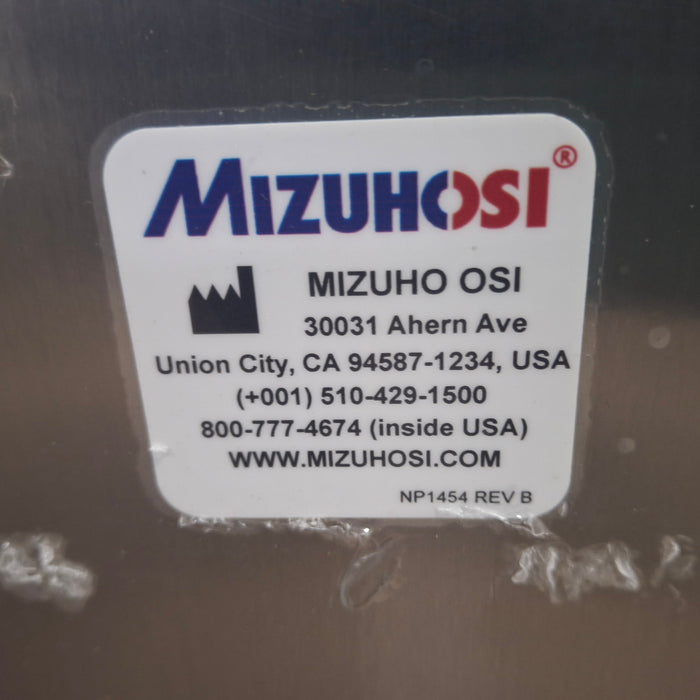 MIZUHOSI®
MIZUHO OSI
30031 Ahern Ave
Union City, CA 94587-1234, USA
(+001) 510-429-1500
800-777-4674 (inside USA)
WWW.MIZUHOSI.COM
NP1454 REV B